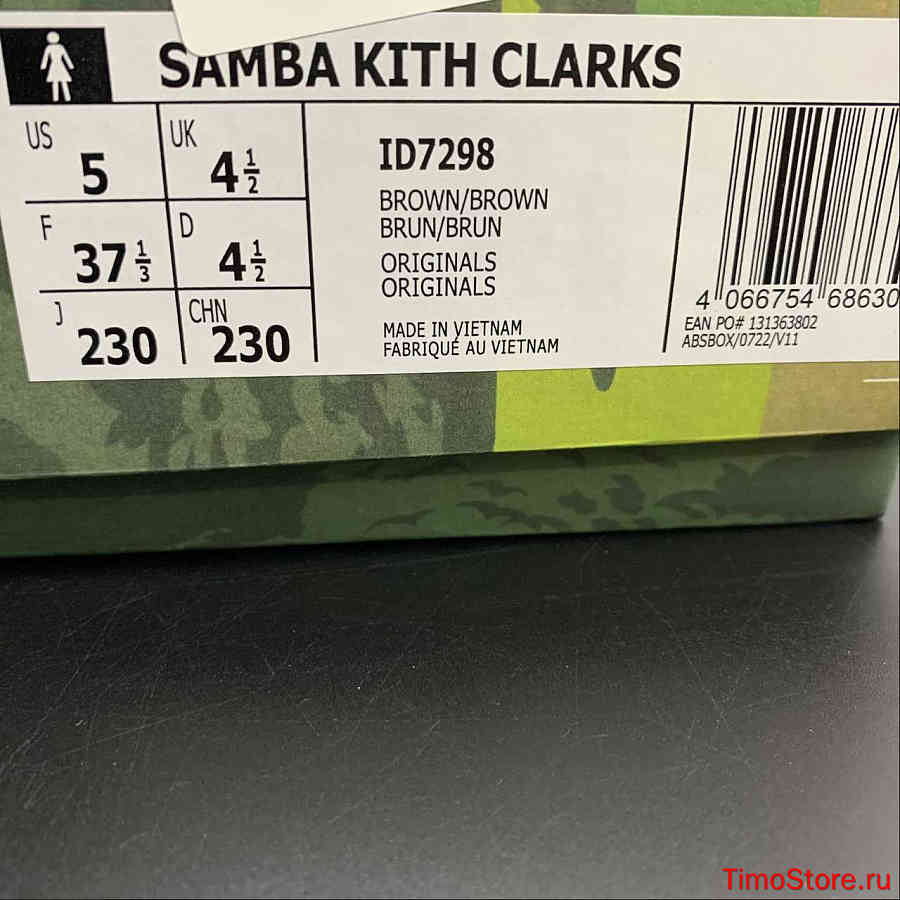 SAMBA KITH CLARKS
US 5 UK 4 1/2
F 37 1/3 D 4 1/2
J 230 CHN 230
ID7298
BROWN/BROWN
BRUN/BRUN
ORIGINALS
ORIGINALS
MADE IN VIETNAM
FABRIQUÉ AU VIETNAM
4 066754 68630
EAN PO# 131363802
ABSBOX/0722/V11
TimoStore.ru